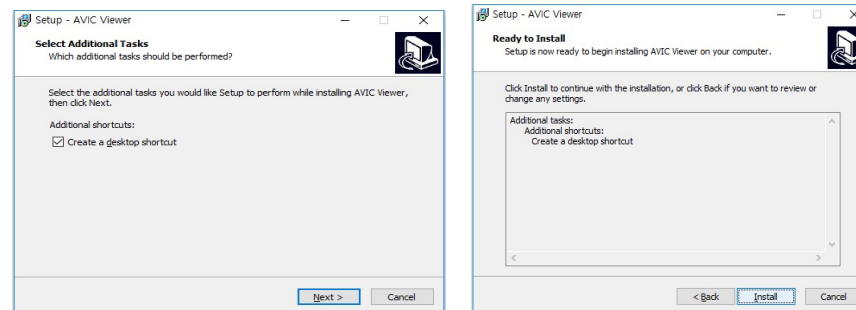 Setup - AVIC Viewer
Select Additional Tasks
Which additional tasks should be performed?
Select the additional tasks you would like Setup to perform while installing AVIC Viewer,
then click Next.
Additional shortcuts:
Create a desktop shortcut
Next >
Cancel
Setup - AVIC Viewer
Ready to Install
Setup is now ready to begin installing AVIC Viewer on your computer.
Click Install to continue with the installation, or click Back if you want to review or
change any settings.
Additional tasks:
Additional shortcuts:
Create a desktop shortcut
< Back
Install
Cancel